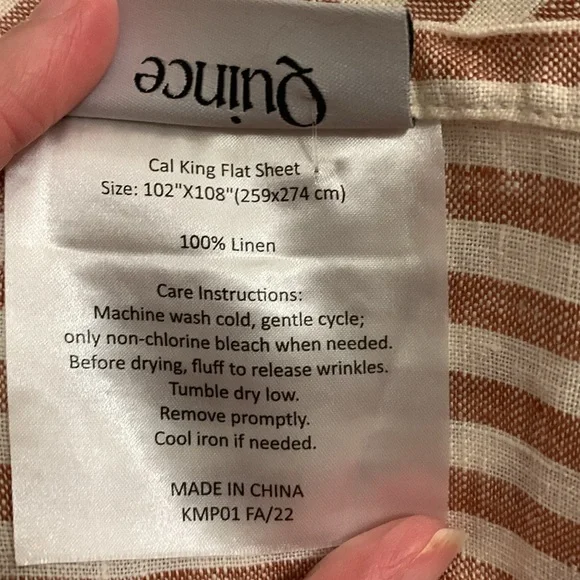 Quince
Cal King Flat Sheet
Size: 102"X108"(259x274 cm)
100% Linen
Care Instructions:
Machine wash cold, gentle cycle;
only non-chlorine bleach when needed.
Before drying, fluff to release wrinkles.
Tumble dry low.
Remove promptly.
Cool iron if needed.
MADE IN CHINA
KMP01 FA/22